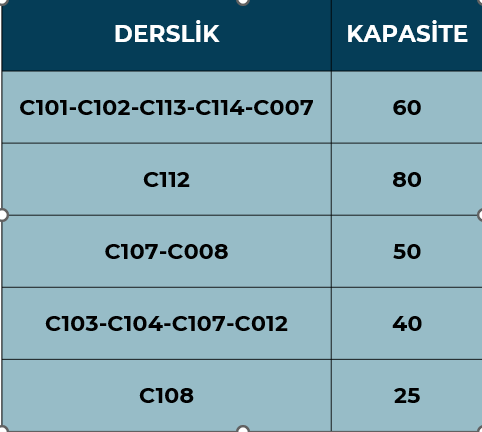 DERSLİK KAPASİTE
C101-C102-C113-C114-C007 60
C112 80
C107-C008 50
C103-C104-C107-C012 40
C108 25